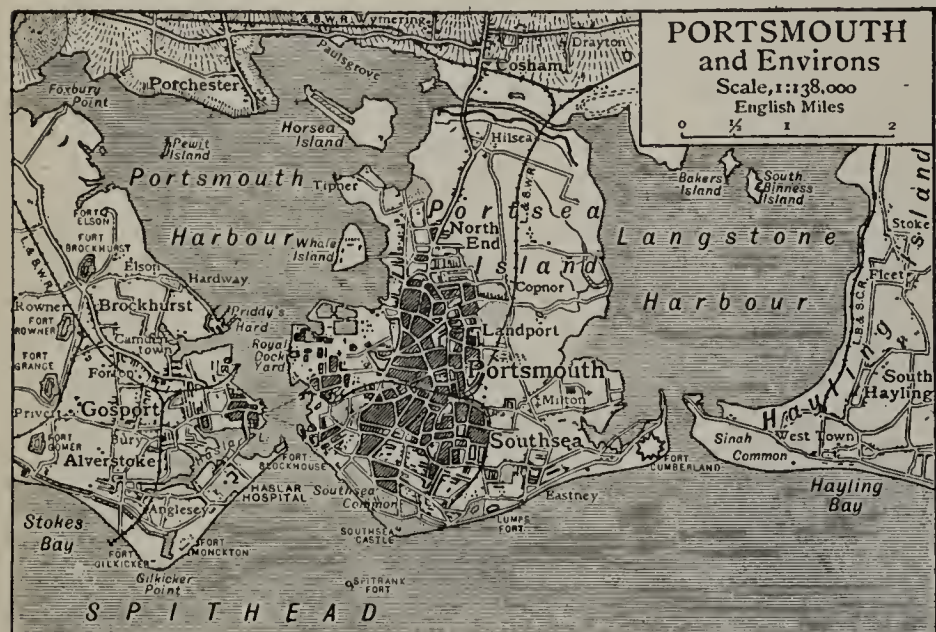 PORTSMOUTH
and Environs
Scale, 1:138,000
English Miles
0 ½ 1 2
& B.W.R. Wymering
Drayton
Paulsgrove
Cosham
Porchester
Foxbury
Point
Horsea
Island
Hilsea
Pewit
Island
Bakers
Island
South
Binness
Island
Portsmouth
Harbour
Tipner
L. & S.W.R.
Portsea
Island
North
End
Whale
Island
Langstone
Harbour
Stoke
Island
Fleet
FORT
ELSON
FORT
BROCKHURST
L. & S.W.R.
Elson
Hardway
Copnor
Rowner
FORT
ROWNER
Brockhurst
Priddy's
Hard
Royal
Dock
Yard
Landport
L.B. & S.C.R.
Camden
town
FORT
GRANGE
Forton
Portsmouth
Hayling
South
Hayling
Privett
Gosport
Milton
FORT
GOMER
Bury
Southsea
Sinah
Common
West Town
Alverstoke
FORT
BLOCKHOUSE
FORT
CUMBERLAND
HASLAR
HOSPITAL
Southsea
Common
Eastney
Hayling
Bay
Anglesey
LUMPS
FORT
Stokes
Bay
SOUTHSEA
CASTLE
FORT
GILKICKER
FORT
MONCKTON
Gilkicker
Point
SPITBANK
FORT
SPITHEAD